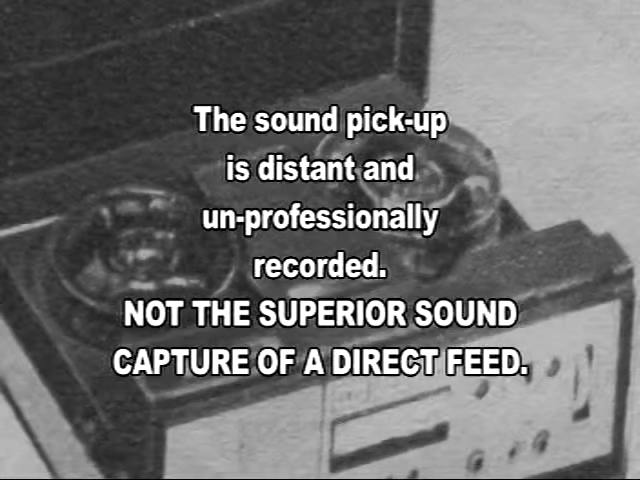 The sound pick-up
is distant and
un-professionally
recorded.
NOT THE SUPERIOR SOUND
CAPTURE OF A DIRECT FEED.